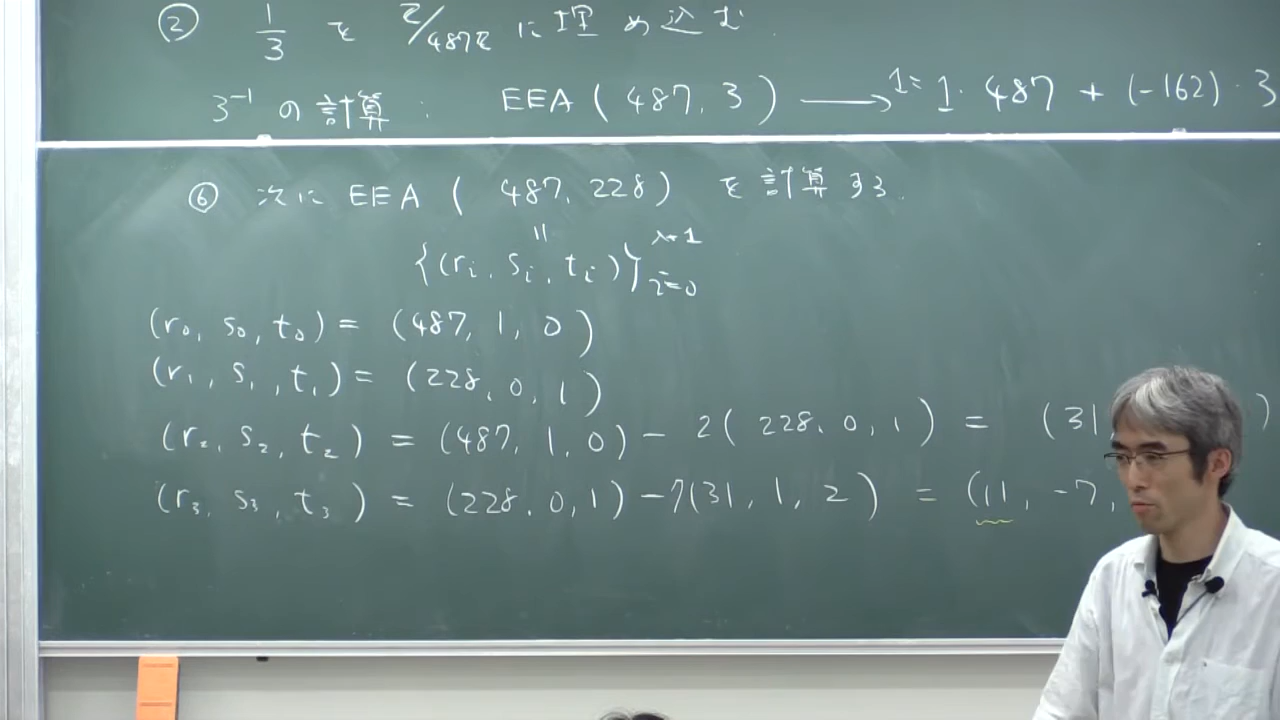 ② 1/3 を Z/487Z に埋め込む.
3⁻¹ の計算: EEA(487, 3) ⟶ 1 = 1・487 + (-162)・3
⑥ 次に EEA(487, 228) を計算する.
〃
{(rᵢ, sᵢ, tᵢ)}^{λ+1}_{i=0}
(r₀, s₀, t₀) = (487, 1, 0)
(r₁, s₁, t₁) = (228, 0, 1)
(r₂, s₂, t₂) = (487, 1, 0) - 2(228, 0, 1) = (31 )
(r₃, s₃, t₃) = (228, 0, 1) - 7(31, 1, 2) = (11, -7,